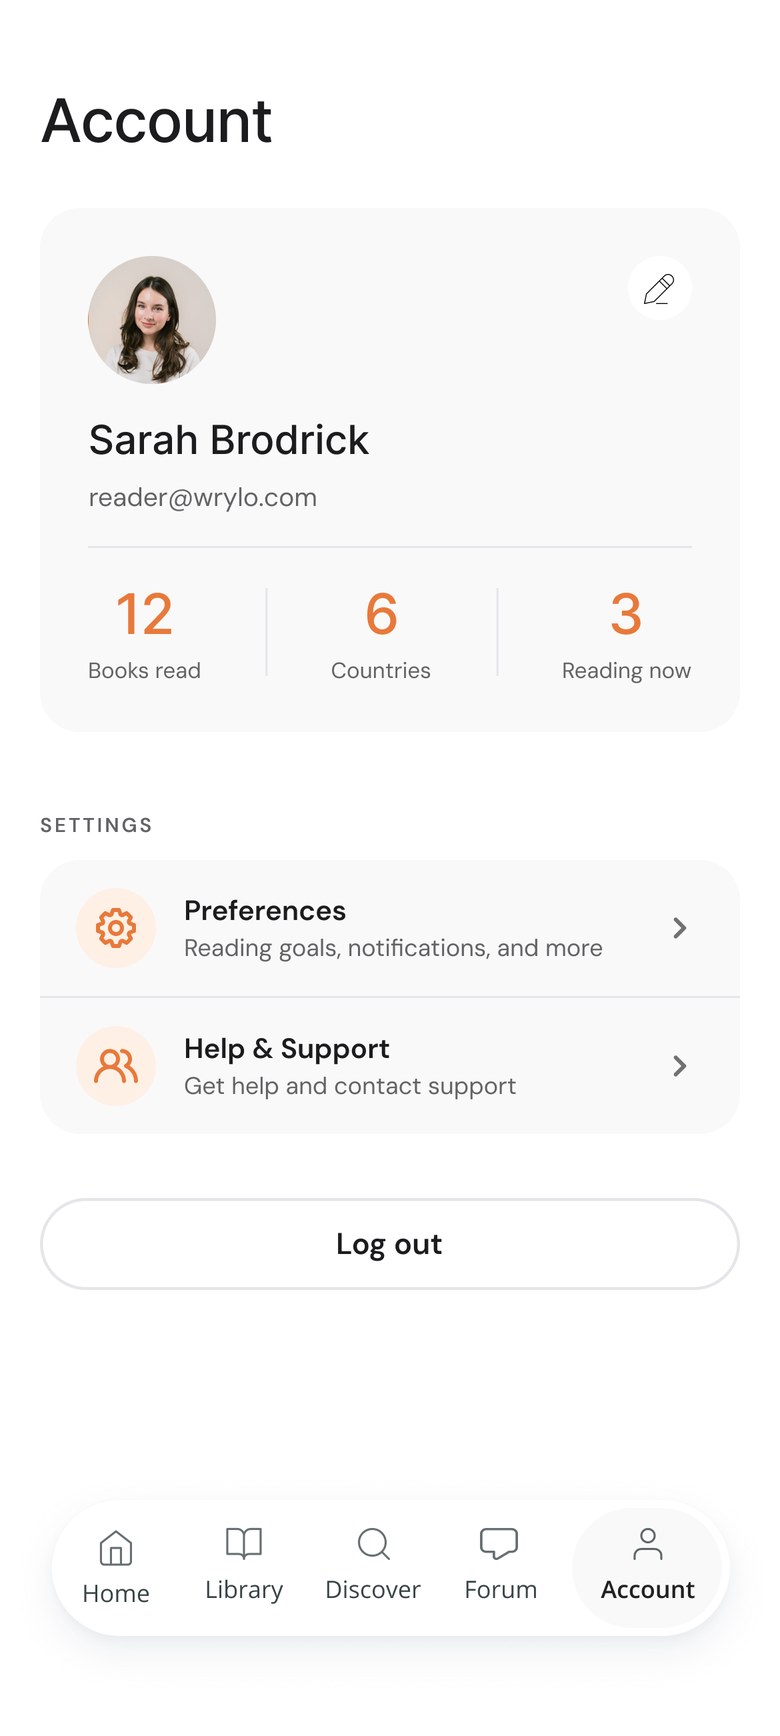 Account
Sarah Brodrick
reader@wrylo.com
12
Books read
6
Countries
3
Reading now
SETTINGS
Preferences
Reading goals, notifications, and more
Help & Support
Get help and contact support
Log out
Home
Library
Discover
Forum
Account